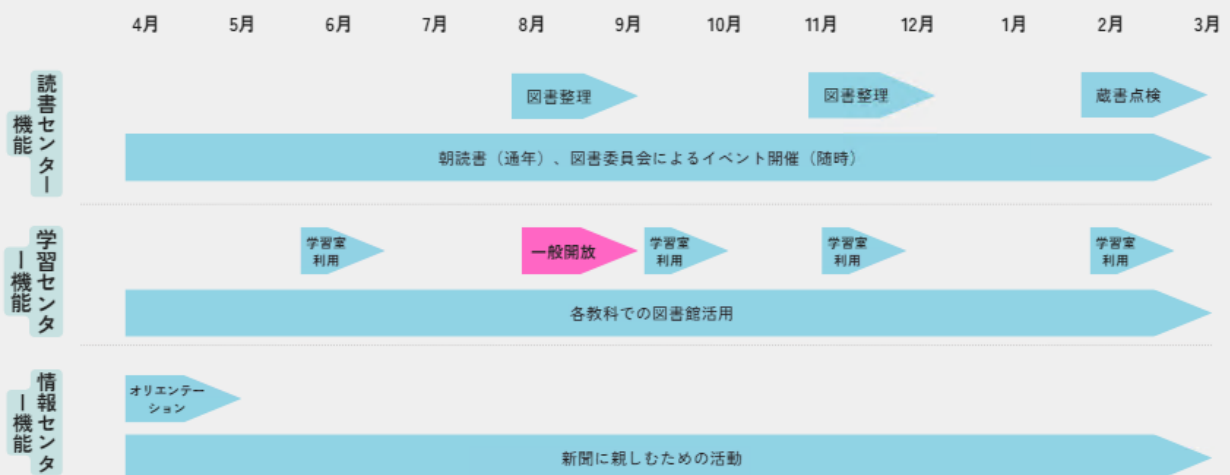 4月 5月 6月 7月 8月 9月 10月 11月 12月 1月 2月 3月
読書センター機能
図書整理
図書整理
蔵書点検
朝読書（通年）、図書委員会によるイベント開催（随時）
学習センター機能
学習室
利用
一般開放
学習室
利用
学習室
利用
学習室
利用
各教科での図書館活用
情報センター機能
オリエンテー
ション
新聞に親しむための活動